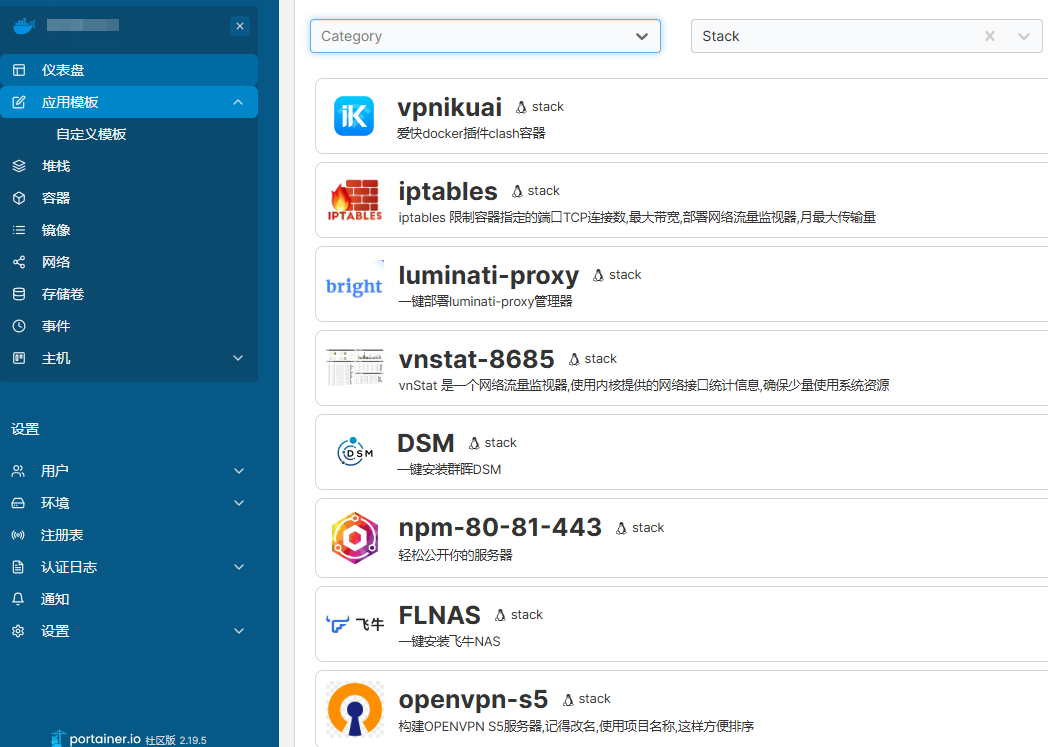 仪表盘
应用模板
自定义模板
堆栈
容器
镜像
网络
存储卷
事件
主机
设置
用户
环境
注册表
认证日志
通知
设置
portainer.io 社区版 2.19.5
Category
Stack
iK
vpnikuai stack
爱快docker插件clash容器
IPTABLES
iptables stack
iptables 限制容器指定的端口TCP连接数,最大带宽,部署网络流量监视器,月最大传输量
bright
luminati-proxy stack
一键部署luminati-proxy管理器
vnstat-8685 stack
vnStat 是一个网络流量监视器,使用内核提供的网络接口统计信息,确保少量使用系统资源
DSM
DSM stack
一键安装群晖DSM
npm-80-81-443 stack
轻松公开你的服务器
飞牛
FLNAS stack
一键安装飞牛NAS
openvpn-s5 stack
构建OPENVPN S5服务器,记得改名,使用项目名称,这样方便排序